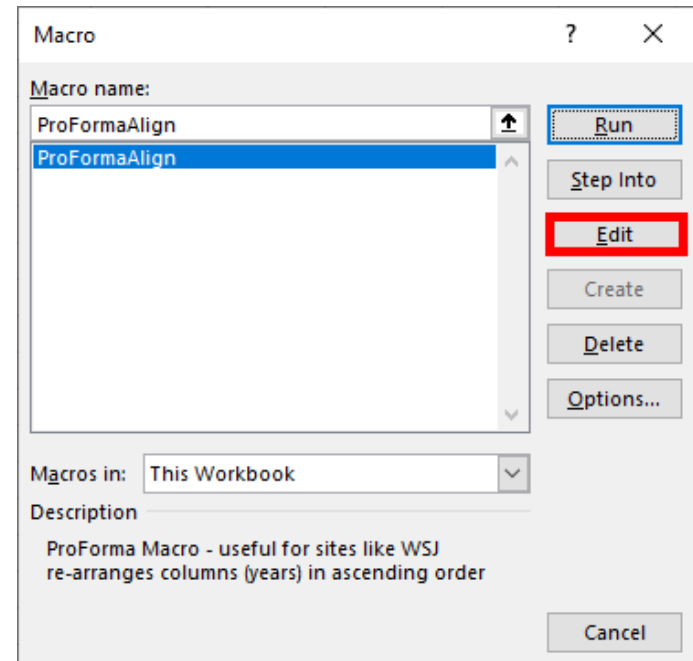 Macro
?
Macro name:
ProFormaAlign
ProFormaAlign
Run
Step Into
Edit
Create
Delete
Options...
Macros in:
This Workbook
Description
ProForma Macro - useful for sites like WSJ
re-arranges columns (years) in ascending order
Cancel